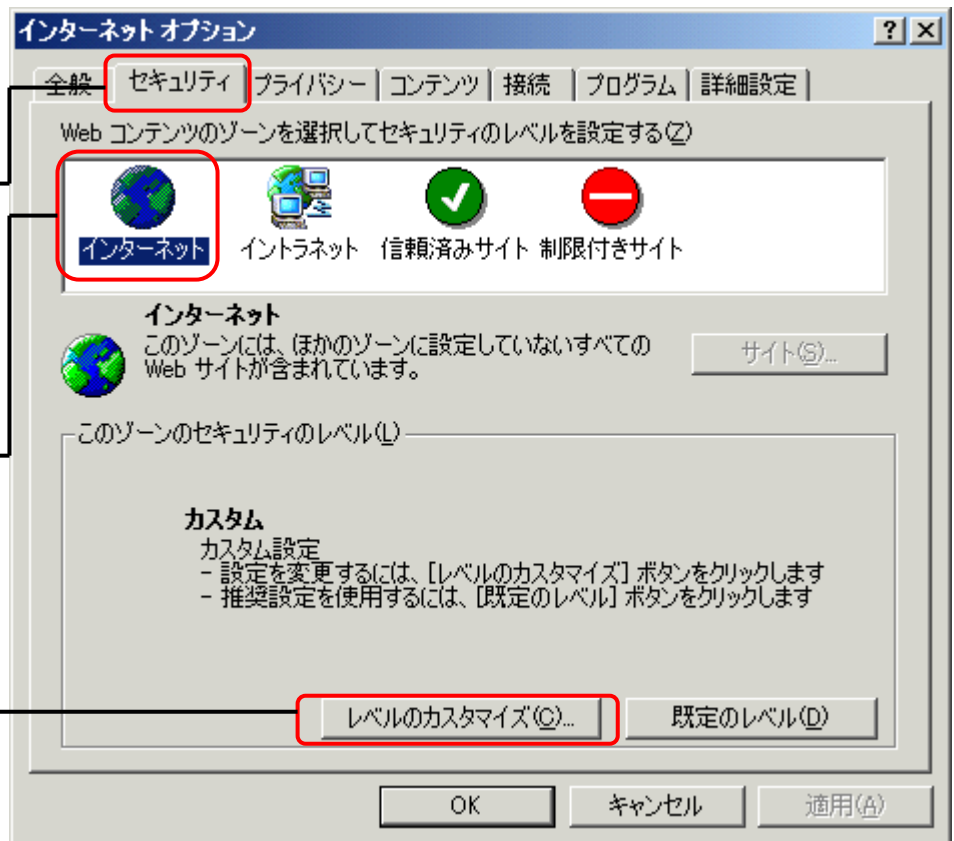 インターネット オプション
全般 セキュリティ プライバシー コンテンツ 接続 プログラム 詳細設定
Web コンテンツのゾーンを選択してセキュリティのレベルを設定する(Z)
インターネット イントラネット 信頼済みサイト 制限付きサイト
インターネット
このゾーンには、ほかのゾーンに設定していないすべての
Web サイトが含まれています。
サイト(S)...
このゾーンのセキュリティのレベル(L)
カスタム
カスタム設定
- 設定を変更するには、[レベルのカスタマイズ] ボタンをクリックします
- 推奨設定を使用するには、[既定のレベル] ボタンをクリックします
レベルのカスタマイズ(C)... 既定のレベル(D)
OK キャンセル 適用(A)